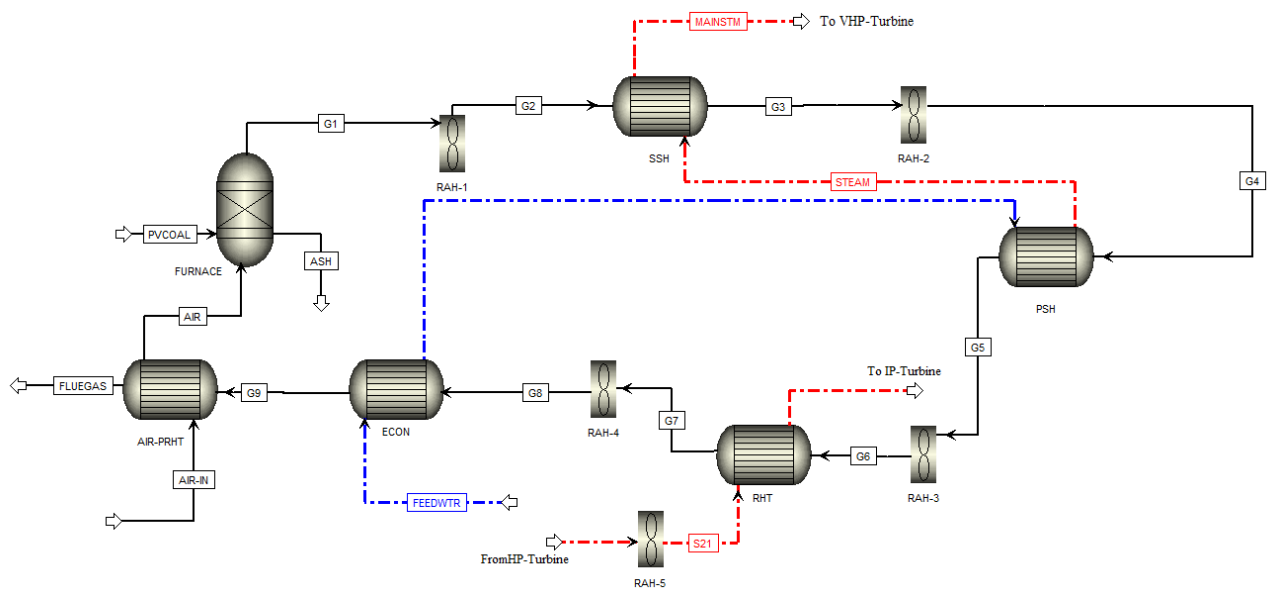 MAINSTM
To VHP-Turbine
G2
G3
G1
SSH
RAH-2
RAH-1
STEAM
G4
PVCOAL
ASH
FURNACE
PSH
AIR
G5
To IP-Turbine
FLUEGAS
G9
G8
G7
AIR-PRHT
ECON
RAH-4
G6
RAH-3
AIR-IN
RHT
FEEDWTR
S21
FromHP-Turbine
RAH-5